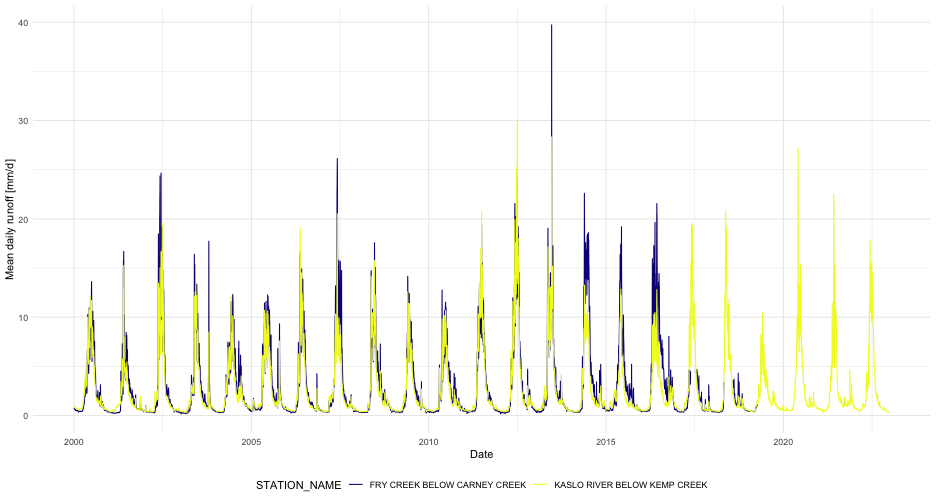 40
30
20
10
0
Mean daily runoff [mm/d]
2000 2005 2010 2015 2020
Date
STATION_NAME FRY CREEK BELOW CARNEY CREEK KASLO RIVER BELOW KEMP CREEK